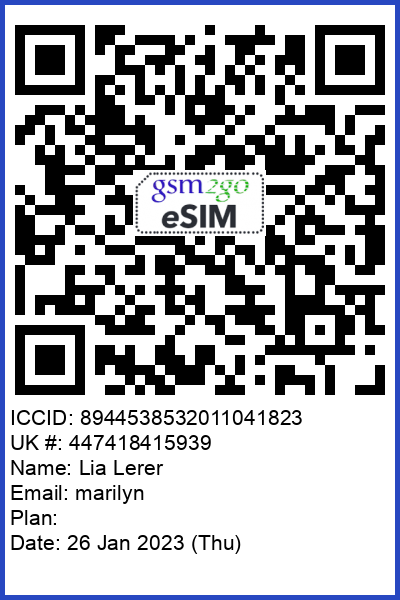 gsm2go
eSIM
ICCID: 8944538532011041823
UK #: 447418415939
Name: Lia Lerer
Email: marilyn
Plan:
Date: 26 Jan 2023 (Thu)